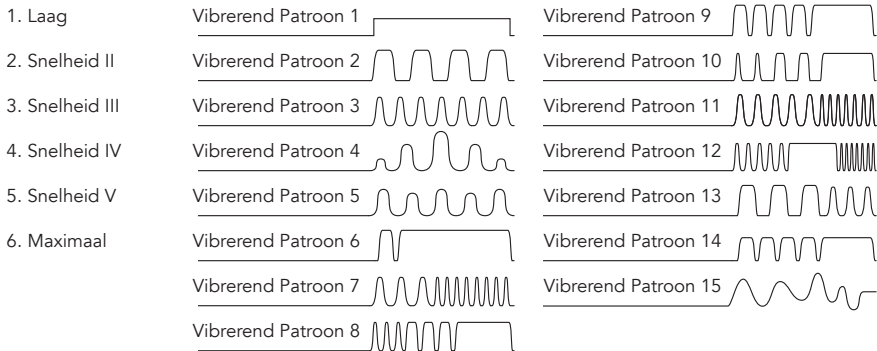 1. Laag
2. Snelheid II
3. Snelheid III
4. Snelheid IV
5. Snelheid V
6. Maximaal
Vibrerend Patroon 1
Vibrerend Patroon 2
Vibrerend Patroon 3
Vibrerend Patroon 4
Vibrerend Patroon 5
Vibrerend Patroon 6
Vibrerend Patroon 7
Vibrerend Patroon 8
Vibrerend Patroon 9
Vibrerend Patroon 10
Vibrerend Patroon 11
Vibrerend Patroon 12
Vibrerend Patroon 13
Vibrerend Patroon 14
Vibrerend Patroon 15